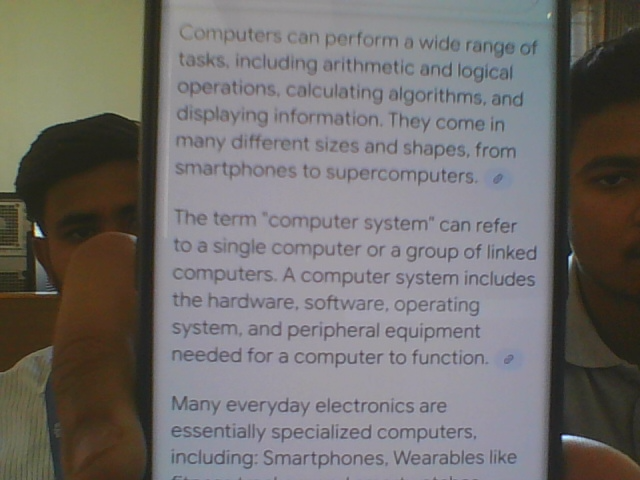 Computers can perform a wide range of
tasks, including arithmetic and logical
operations, calculating algorithms, and
displaying information. They come in
many different sizes and shapes, from
smartphones to supercomputers.
The term "computer system" can refer
to a single computer or a group of linked
computers. A computer system includes
the hardware, software, operating
system, and peripheral equipment
needed for a computer to function.
Many everyday electronics are
essentially specialized computers,
including: Smartphones, Wearables like